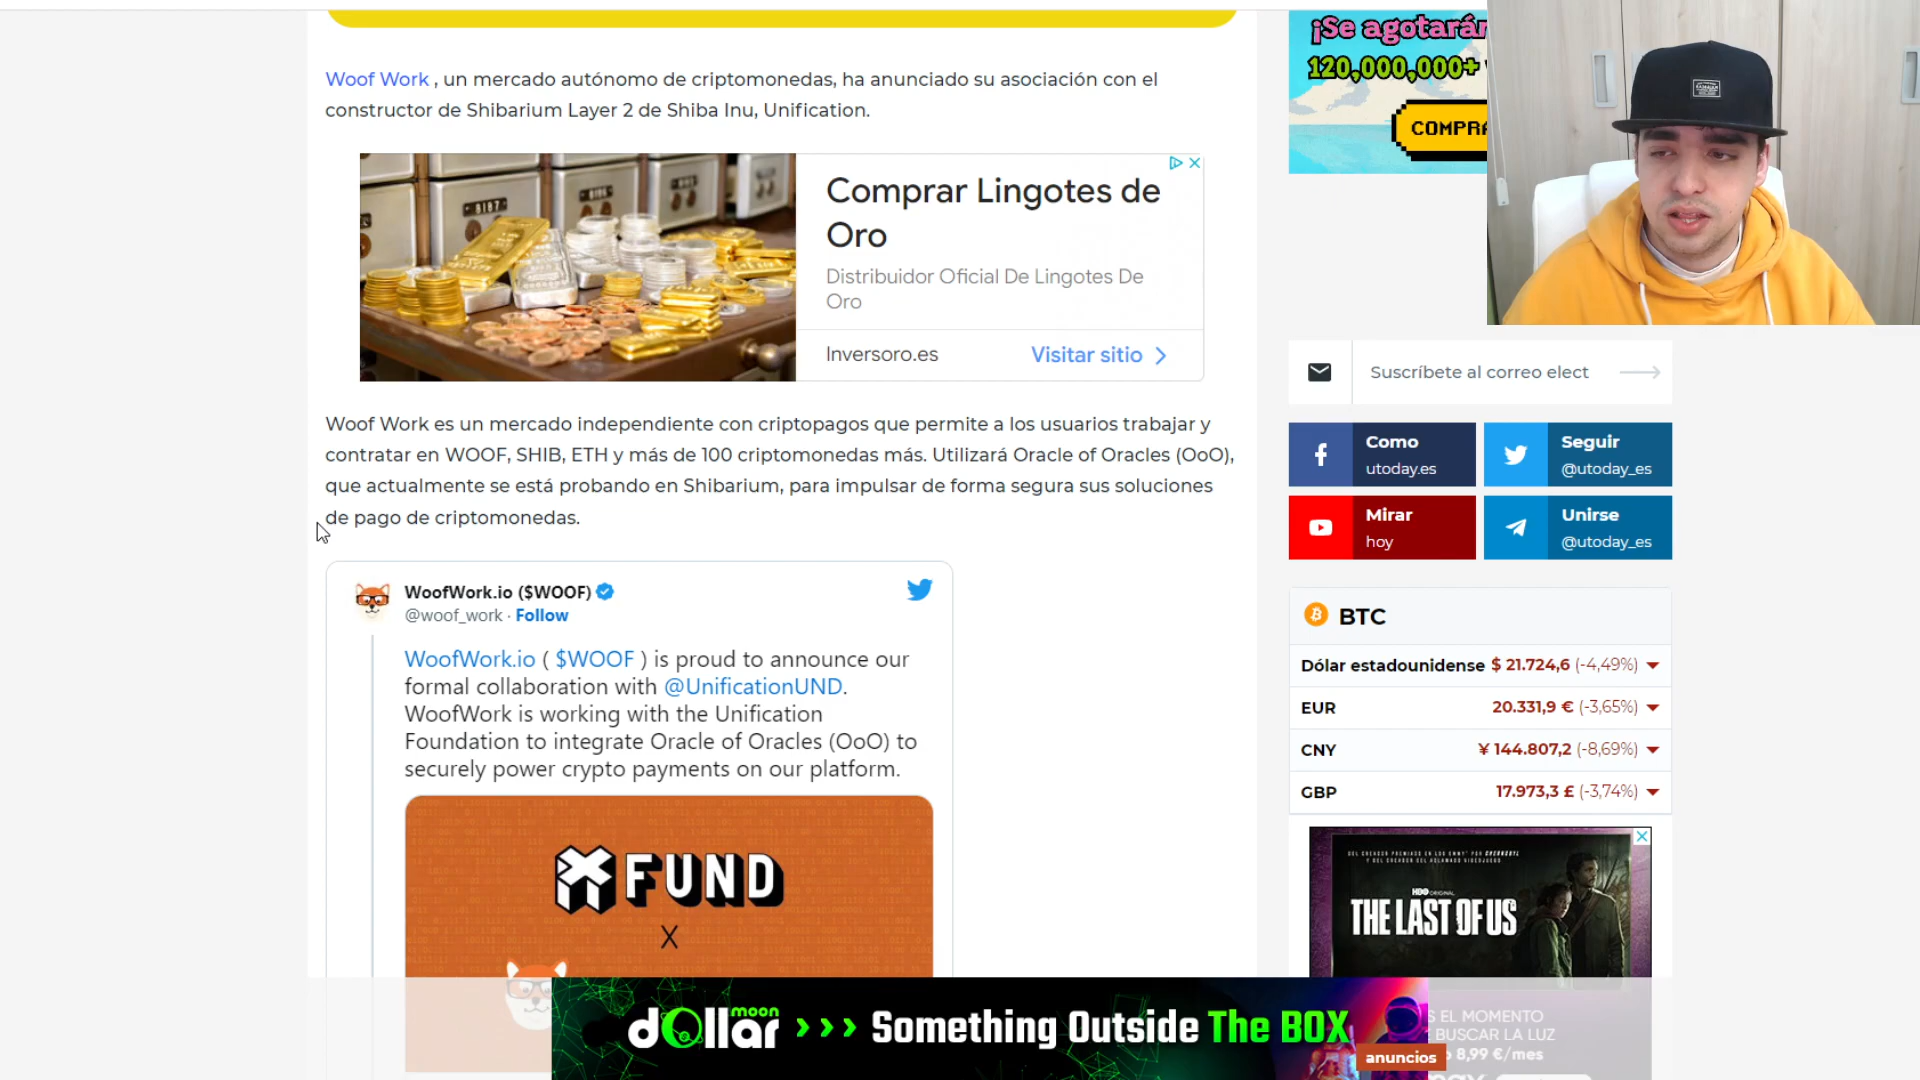 Woof Work , un mercado autónomo de criptomonedas, ha anunciado su asociación con el
constructor de Shibarium Layer 2 de Shiba Inu, Unification.
Comprar Lingotes de
Oro
Distribuidor Oficial De Lingotes De
Oro
Inversoro.es
Visitar sitio
Woof Work es un mercado independiente con criptopagos que permite a los usuarios trabajar y
contratar en WOOF, SHIB, ETH y más de 100 criptomonedas más. Utilizará Oracle of Oracles (OoO),
que actualmente se está probando en Shibarium, para impulsar de forma segura sus soluciones
de pago de criptomonedas.
WoofWork.io ($WOOF)
@woof_work · Follow
WoofWork.io ( $WOOF ) is proud to announce our
formal collaboration with @UnificationUND.
WoofWork is working with the Unification
Foundation to integrate Oracle of Oracles (OoO) to
securely power crypto payments on our platform.
FUND
X
¡Se agotarán
120,000,000+
COMPRA
Suscríbete al correo elect
Como
utoday.es
Seguir
@utoday_es
Mirar
hoy
Unirse
@utoday_es
BTC
Dólar estadounidense $ 21.724,6 (-4,49%)
EUR 20.331,9 € (-3,65%)
CNY ¥ 144.807,2 (-8,69%)
GBP 17.973,3 £ (-3,74%)
HBO ORIGINAL
THE LAST OF US
S EL MOMENTO
BUSCAR LA LUZ
8,99 €/mes
dollar moon >>> Something Outside The BOX
anuncios